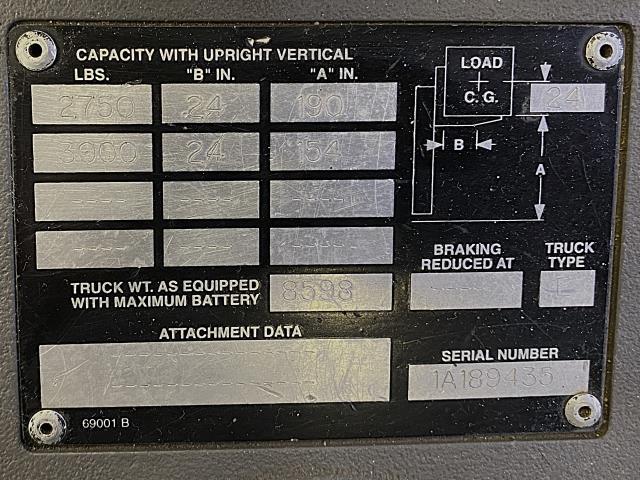 CAPACITY WITH UPRIGHT VERTICAL
LBS. "B" IN. "A" IN.
2750 24 190
3900 24 154
---- ---- ----
---- ---- ----
LOAD
C. G.
24
B
A
TRUCK WT. AS EQUIPPED
WITH MAXIMUM BATTERY
8598
BRAKING
REDUCED AT
-----
TRUCK
TYPE
E
ATTACHMENT DATA
SERIAL NUMBER
1A189435
69001 B